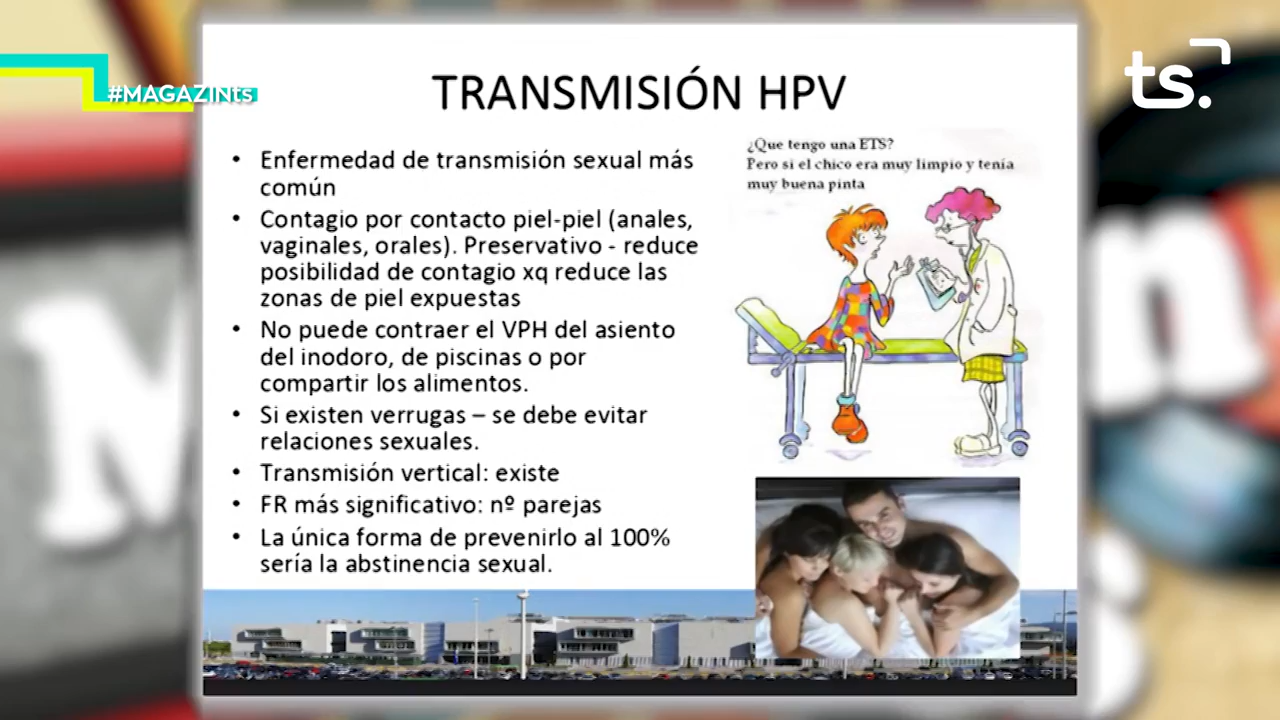 #MAGAZINts
ts.
TRANSMISIÓN HPV
• Enfermedad de transmisión sexual más
común
• Contagio por contacto piel-piel (anales,
vaginales, orales). Preservativo - reduce
posibilidad de contagio xq reduce las
zonas de piel expuestas
• No puede contraer el VPH del asiento
del inodoro, de piscinas o por
compartir los alimentos.
• Si existen verrugas – se debe evitar
relaciones sexuales.
• Transmisión vertical: existe
• FR más significativo: nº parejas
• La única forma de prevenirlo al 100%
sería la abstinencia sexual.
¿Que tengo una ETS?
Pero si el chico era muy limpio y tenía
muy buena pinta